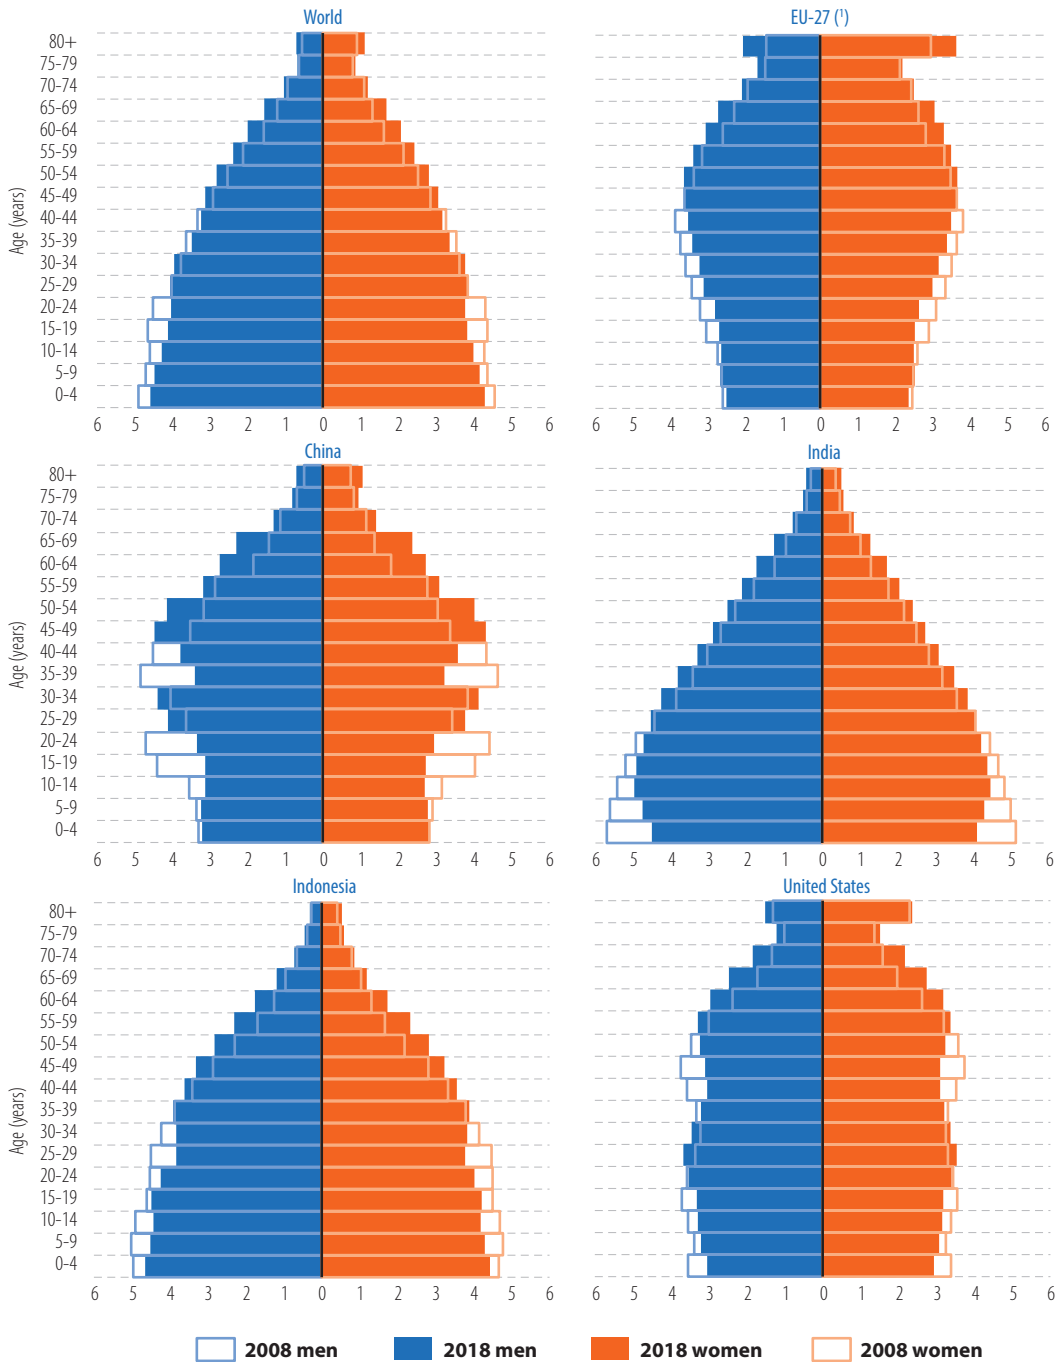 World
EU-27 (¹)
80+
75–79
70–74
65–69
60–64
55–59
50–54
45–49
40–44
35–39
30–34
25–29
20–24
15–19
10–14
5–9
0–4
Age (years)
6 5 4 3 2 1 0 1 2 3 4 5 6
6 5 4 3 2 1 0 1 2 3 4 5 6
China
India
80+
75–79
70–74
65–69
60–64
55–59
50–54
45–49
40–44
35–39
30–34
25–29
20–24
15–19
10–14
5–9
0–4
Age (years)
6 5 4 3 2 1 0 1 2 3 4 5 6
6 5 4 3 2 1 0 1 2 3 4 5 6
Indonesia
United States
80+
75–79
70–74
65–69
60–64
55–59
50–54
45–49
40–44
35–39
30–34
25–29
20–24
15–19
10–14
5–9
0–4
Age (years)
6 5 4 3 2 1 0 1 2 3 4 5 6
6 5 4 3 2 1 0 1 2 3 4 5 6
2008 men
2018 men
2018 women
2008 women